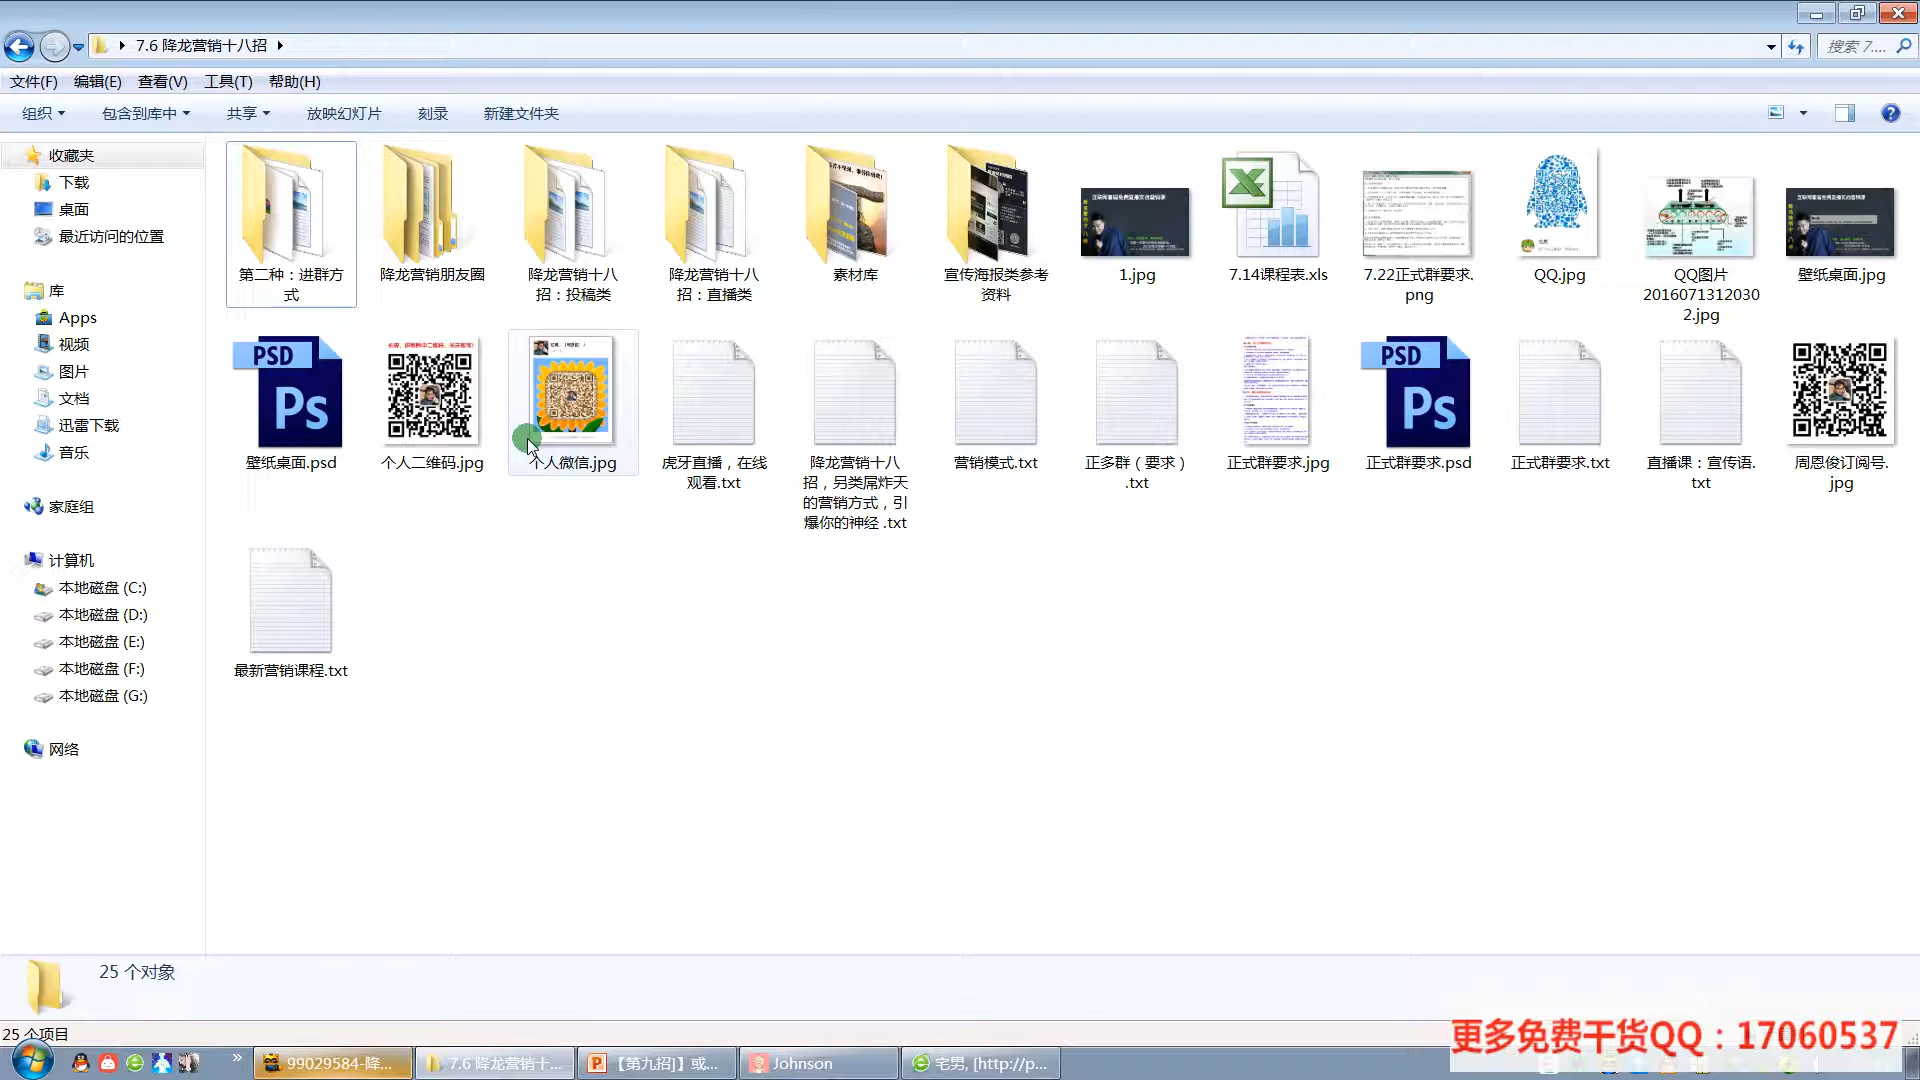 7.6 降龙营销十八招
搜索 7....
文件(F) 编辑(E) 查看(V) 工具(T) 帮助(H)
组织 包含到库中 共享 放映幻灯片 刻录 新建文件夹
收藏夹
下载
桌面
最近访问的位置
库
Apps
视频
图片
文档
迅雷下载
音乐
家庭组
计算机
本地磁盘 (C:)
本地磁盘 (D:)
本地磁盘 (E:)
本地磁盘 (F:)
本地磁盘 (G:)
网络
第二种：进群方
式
降龙营销朋友圈
降龙营销十八
招：投稿类
降龙营销十八
招：直播类
素材库
宣传海报类参考
资料
1.jpg
7.14课程表.xls
7.22正式群要求.
png
QQ.jpg
QQ图片
2016071312030
2.jpg
壁纸桌面.jpg
PSD
Ps
壁纸桌面.psd
个人二维码.jpg
个人微信.jpg
虎牙直播，在线
观看.txt
降龙营销十八
招，另类屌炸天
的营销方式，引
爆你的神经 .txt
营销模式.txt
正多群（要求）
.txt
正式群要求.jpg
PSD
Ps
正式群要求.psd
正式群要求.txt
直播课：宣传语.
txt
周恩俊订阅号.
jpg
最新营销课程.txt
25 个对象
25 个项目
更多免费干货QQ：17060537
99029584-降...
7.6 降龙营销十...
【第九招]】或...
Johnson
宅男, [http://p...